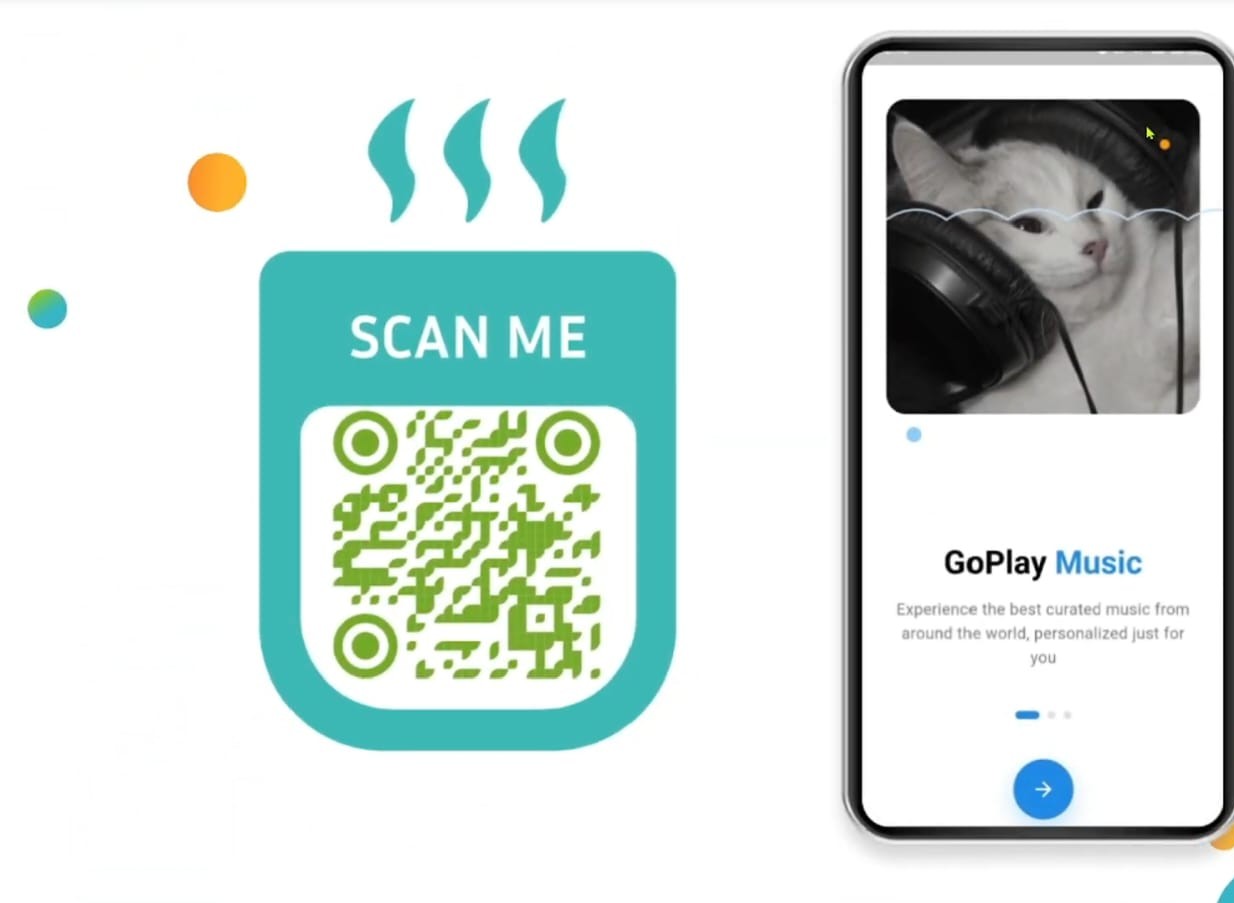 SCAN ME
GoPlay Music
Experience the best curated music from
around the world, personalized just for
you